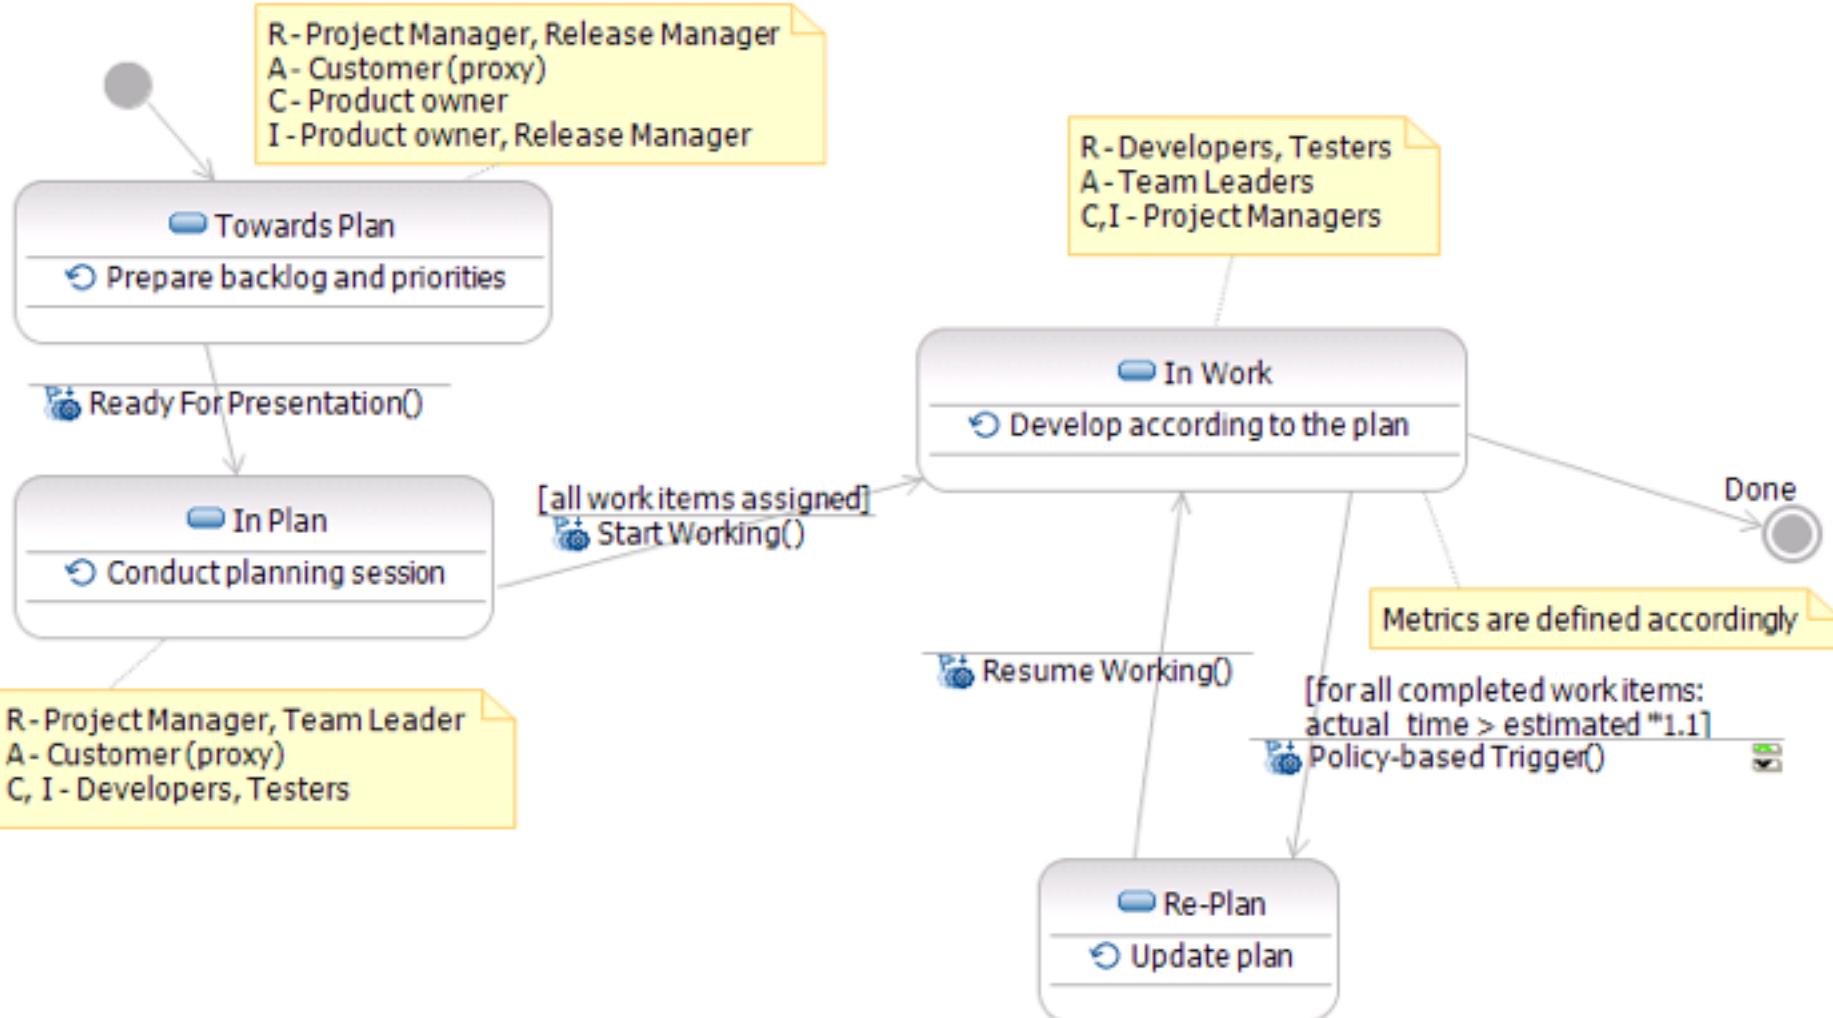 R - Project Manager, Release Manager
A - Customer (proxy)
C - Product owner
I - Product owner, Release Manager
Towards Plan
Prepare backlog and priorities
Ready For Presentation()
In Plan
Conduct planning session
R - Project Manager, Team Leader
A - Customer (proxy)
C, I - Developers, Testers
[all work items assigned]
Start Working()
R - Developers, Testers
A - Team Leaders
C,I - Project Managers
In Work
Develop according to the plan
Done
Metrics are defined accordingly
Resume Working()
[for all completed work items:
actual_time > estimated *1.1]
Policy-based Trigger()
Re-Plan
Update plan